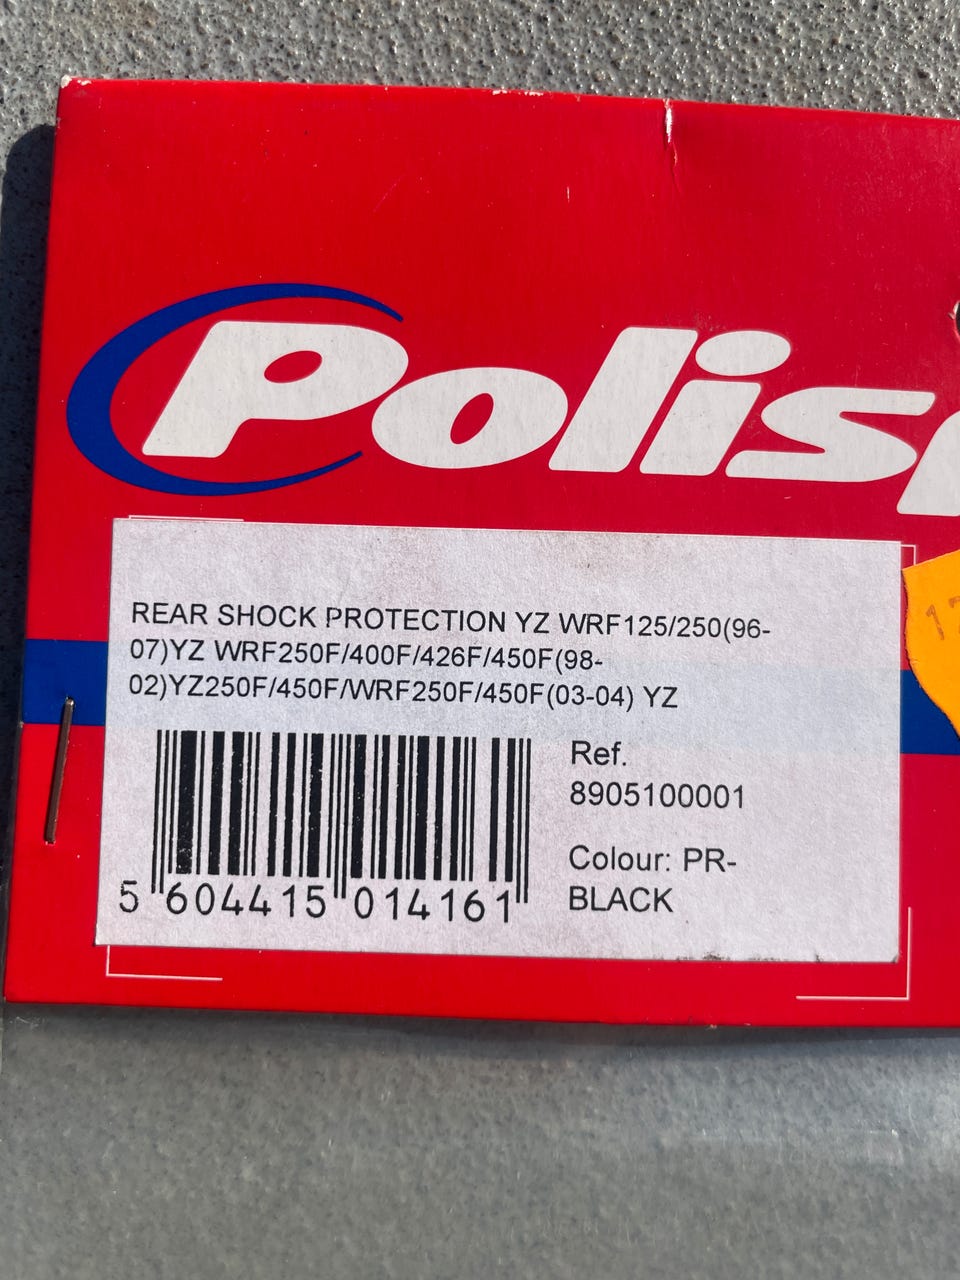 Polisp
REAR SHOCK PROTECTION YZ WRF125/250(96-
07)YZ WRF250F/400F/426F/450F(98-
02)YZ250F/450F/WRF250F/450F(03-04) YZ
Ref.
8905100001
Colour: PR-
BLACK
5 604415 014161